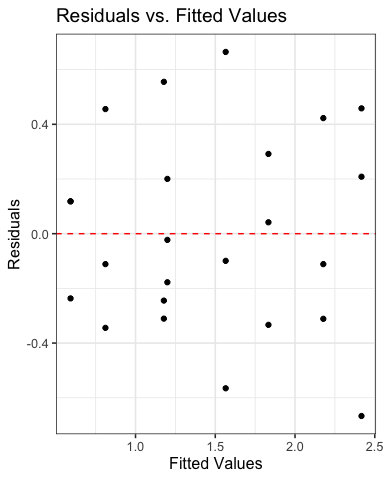 Residuals vs. Fitted Values
Residuals
0.4
0.0
-0.4
1.0 1.5 2.0 2.5
Fitted Values